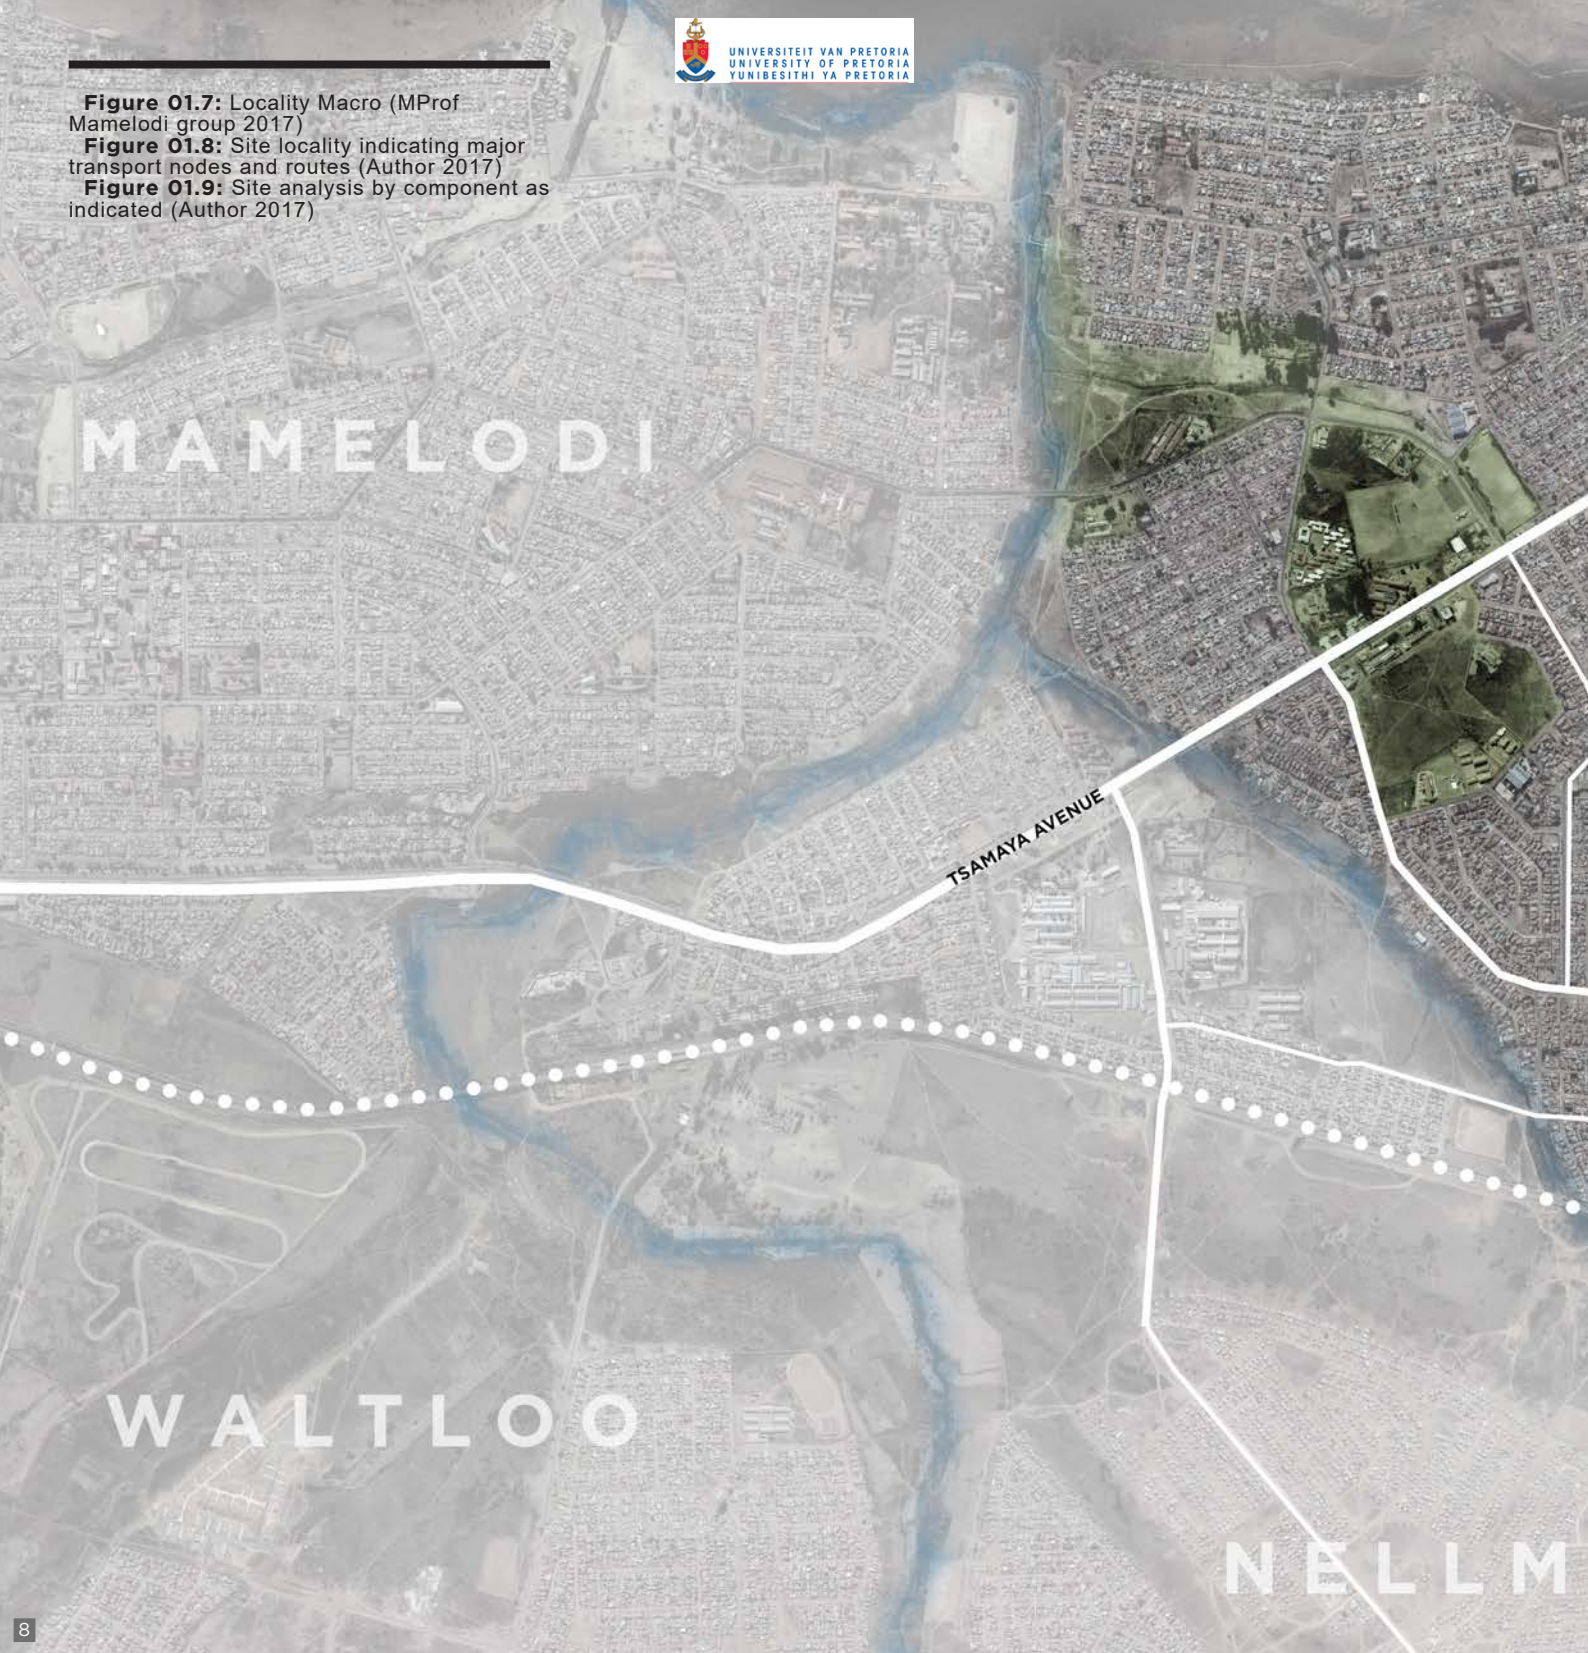 UNIVERSITEIT VAN PRETORIA
UNIVERSITY OF PRETORIA
YUNIBESITHI YA PRETORIA
Figure 01.7: Locality Macro (MProf
Mamelodi group 2017)
Figure 01.8: Site locality indicating major
transport nodes and routes (Author 2017)
Figure 01.9: Site analysis by component as
indicated (Author 2017)
MAMELODI
TSAMAYA AVENUE
WALTLOO
NELLM
8